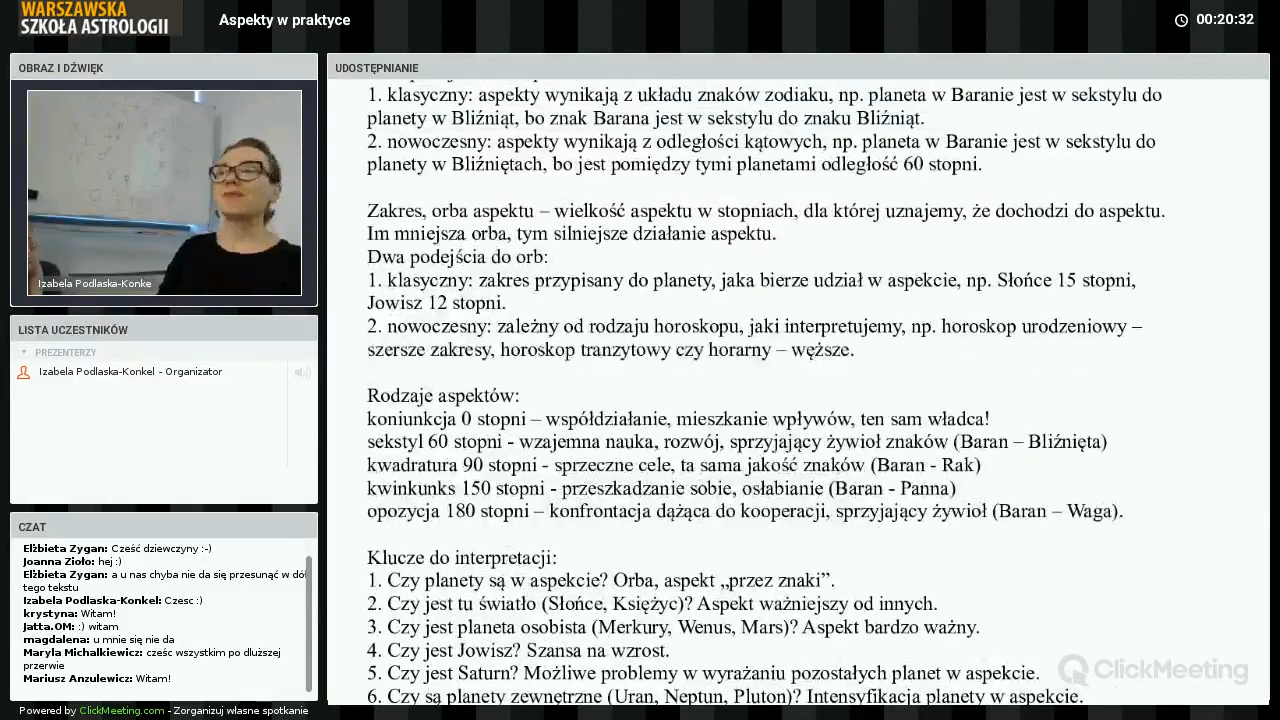 WARSZAWSKA
SZKOŁA ASTROLOGII
Aspekty w praktyce
00:20:32
OBRAZ I DŹWIĘK
Izabela Podlaska-Konke
LISTA UCZESTNIKÓW
PREZENTERZY
Izabela Podlaska-Konkel - Organizator
CZAT
Elżbieta Zygan: Cześć dziewczyny :-)
Joanna Zioło: hej :)
Elżbieta Zygan: a u nas chyba nie da się przesunąć w dół
tego tekstu
Izabela Podlaska-Konkel: Czesc :)
krystyna: Witam!
Jatta.OM: :) witam
magdalena: u mnie się nie da
Maryla Michalkiewicz: cześc wszystkim po dluższej
przerwie
Mariusz Anzulewicz: Witam!
Powered by ClickMeeting.com - Zorganizuj własne spotkanie
UDOSTĘPNIANIE
1. klasyczny: aspekty wynikają z układu znaków zodiaku, np. planeta w Baranie jest w sekstylu do
planety w Bliźniąt, bo znak Barana jest w sekstylu do znaku Bliźniąt.
2. nowoczesny: aspekty wynikają z odległości kątowych, np. planeta w Baranie jest w sekstylu do
planety w Bliźniętach, bo jest pomiędzy tymi planetami odległość 60 stopni.
Zakres, orba aspektu – wielkość aspektu w stopniach, dla której uznajemy, że dochodzi do aspektu.
Im mniejsza orba, tym silniejsze działanie aspektu.
Dwa podejścia do orb:
1. klasyczny: zakres przypisany do planety, jaka bierze udział w aspekcie, np. Słońce 15 stopni,
Jowisz 12 stopni.
2. nowoczesny: zależny od rodzaju horoskopu, jaki interpretujemy, np. horoskop urodzeniowy –
szersze zakresy, horoskop tranzytowy czy horarny – węższe.
Rodzaje aspektów:
koniunkcja 0 stopni – współdziałanie, mieszkanie wpływów, ten sam władca!
sekstyl 60 stopni - wzajemna nauka, rozwój, sprzyjający żywioł znaków (Baran – Bliźnięta)
kwadratura 90 stopni - sprzeczne cele, ta sama jakość znaków (Baran - Rak)
kwinkunks 150 stopni - przeszkadzanie sobie, osłabianie (Baran - Panna)
opozycja 180 stopni – konfrontacja dążąca do kooperacji, sprzyjający żywioł (Baran – Waga).
Klucze do interpretacji:
1. Czy planety są w aspekcie? Orba, aspekt „przez znaki”.
2. Czy jest tu światło (Słońce, Księżyc)? Aspekt ważniejszy od innych.
3. Czy jest planeta osobista (Merkury, Wenus, Mars)? Aspekt bardzo ważny.
4. Czy jest Jowisz? Szansa na wzrost.
5. Czy jest Saturn? Możliwe problemy w wyrażaniu pozostałych planet w aspekcie.
6. Czy są planety zewnętrzne (Uran, Neptun, Pluton)? Intensyfikacja planety w aspekcie.
ClickMeeting